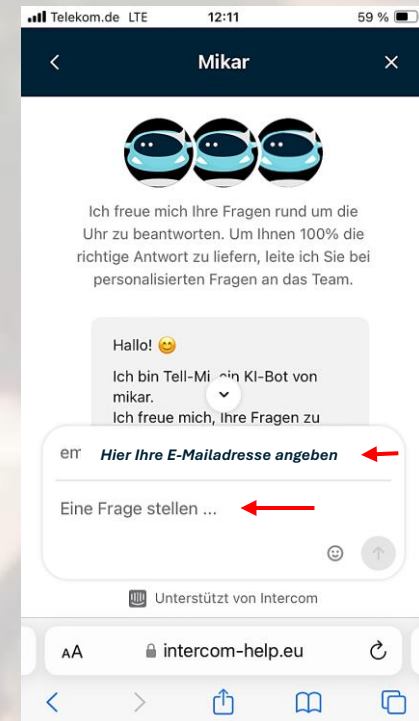 Telekom.de LTE 12:11 59 %
Mikar
Ich freue mich Ihre Fragen rund um die
Uhr zu beantworten. Um Ihnen 100% die
richtige Antwort zu liefern, leite ich Sie bei
personalisierten Fragen an das Team.
Hallo! 😊
Ich bin Tell-Mi, ein KI-Bot von
mikar.
Ich freue mich, Ihre Fragen zu
em Hier Ihre E-Mailadresse angeben
Eine Frage stellen ...
Unterstützt von Intercom
AA intercom-help.eu